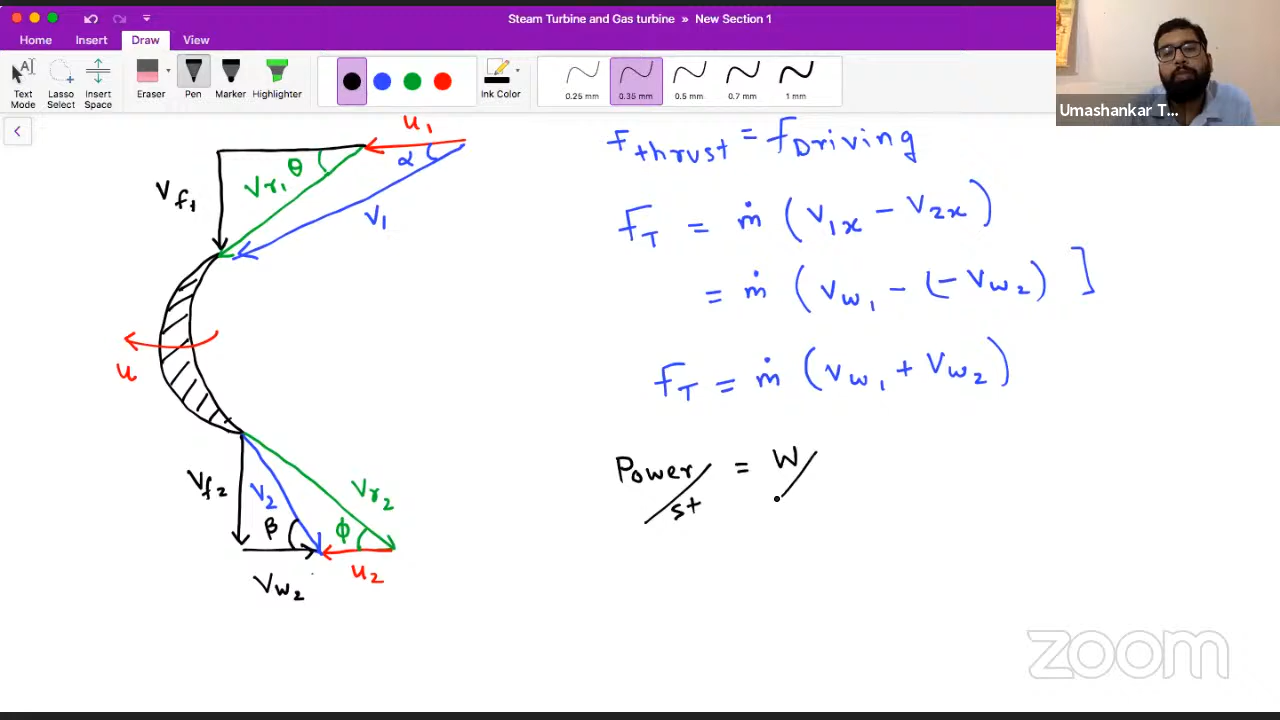 Steam Turbine and Gas turbine » New Section 1
Home Insert Draw View
Text Mode
Lasso Select
Insert Space
Eraser
Pen
Marker
Highlighter
Ink Color
0.25 mm
0.35 mm
0.5 mm
0.7 mm
1 mm
Umashankar T...
u1
θ
α
Vr1
Vf1
V1
u
Vf2
V2
Vr2
β
ϕ
u2
Vw2
Fthrust = FDriving
FT = ṁ (V1x - V2x)
= ṁ (Vw1 - (-Vw2) ]
FT = ṁ (Vw1 + Vw2)
Power/st = W/
zoom